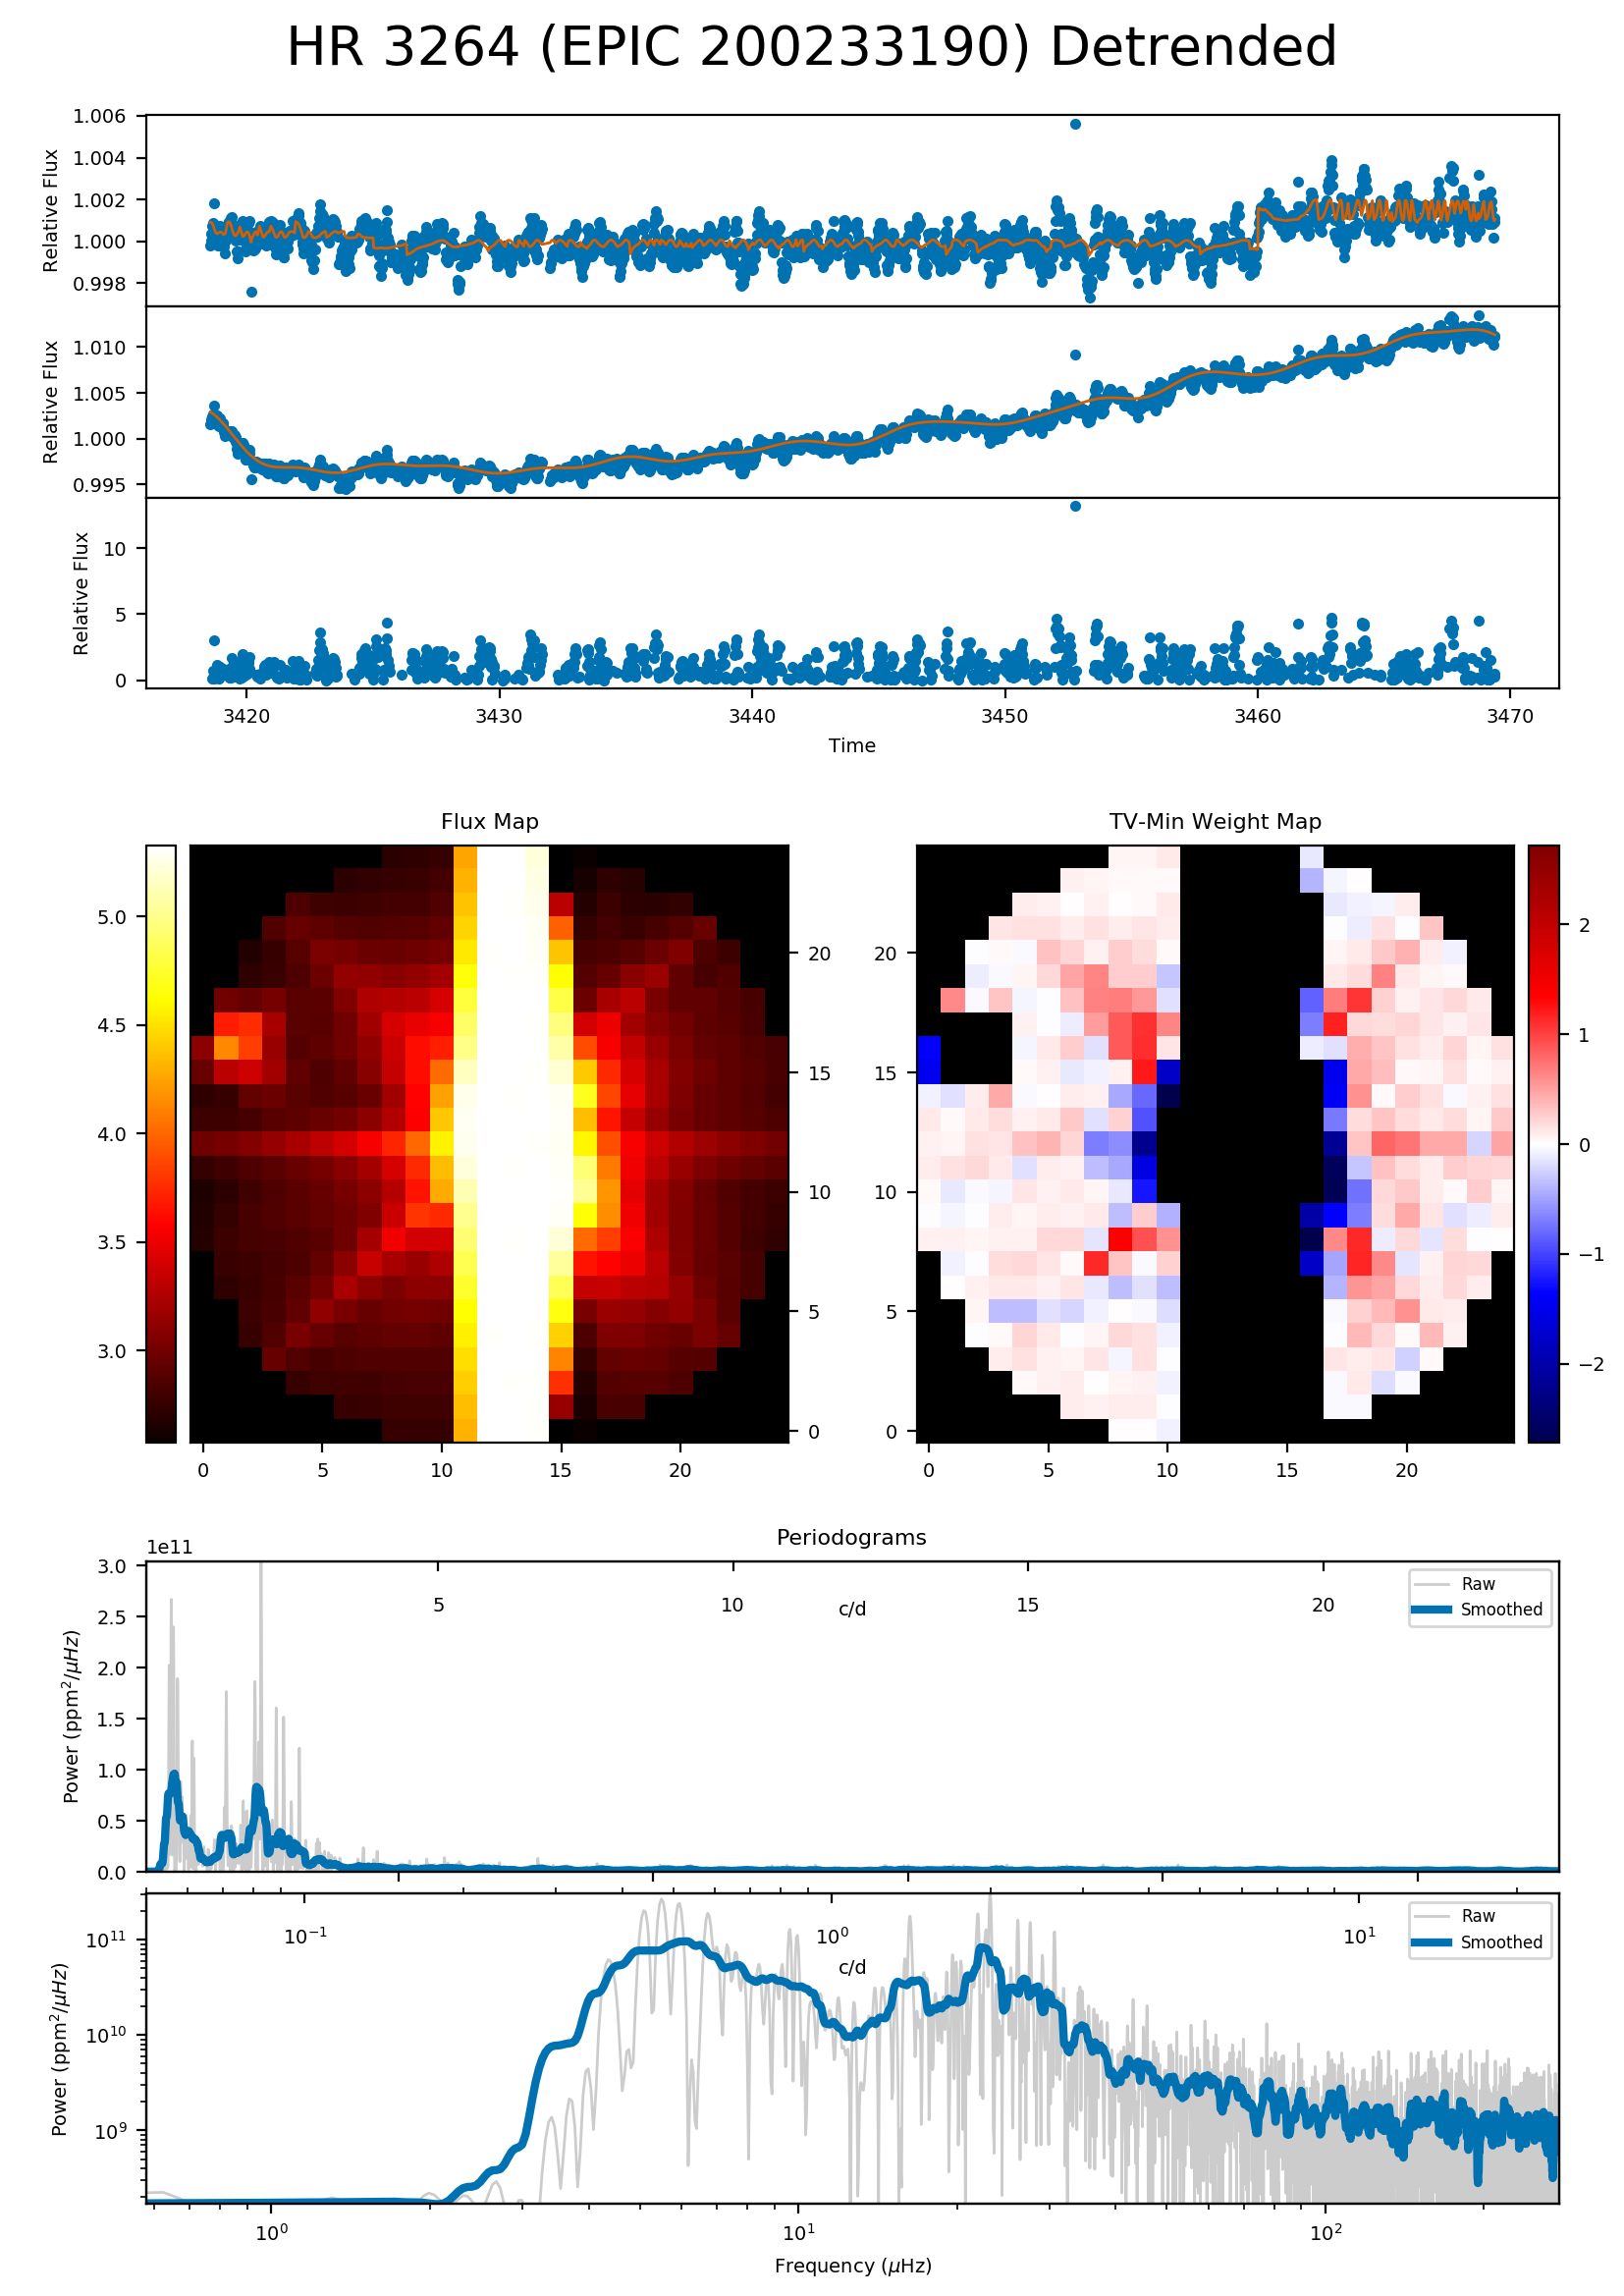 HR 3264 (EPIC 200233190) Detrended
1.006
1.004
1.002
1.000
0.998
Relative Flux
1.010
1.005
1.000
0.995
Relative Flux
10
5
0
Relative Flux
3420 3430 3440 3450 3460 3470
Time
Flux Map
TV-Min Weight Map
5.0
4.5
4.0
3.5
3.0
20
15
10
5
0
0 5 10 15 20
20
15
10
5
0
0 5 10 15 20
2
1
0
−1
−2
Periodograms
1e11
3.0
2.5
2.0
1.5
1.0
0.5
0.0
Power (ppm²/μHz)
5 10 15 20
c/d
Raw
Smoothed
10¹¹
10¹⁰
10⁹
Power (ppm²/μHz)
10⁻¹ 10⁰ 10¹
c/d
Raw
Smoothed
10⁰ 10¹ 10²
Frequency (μHz)